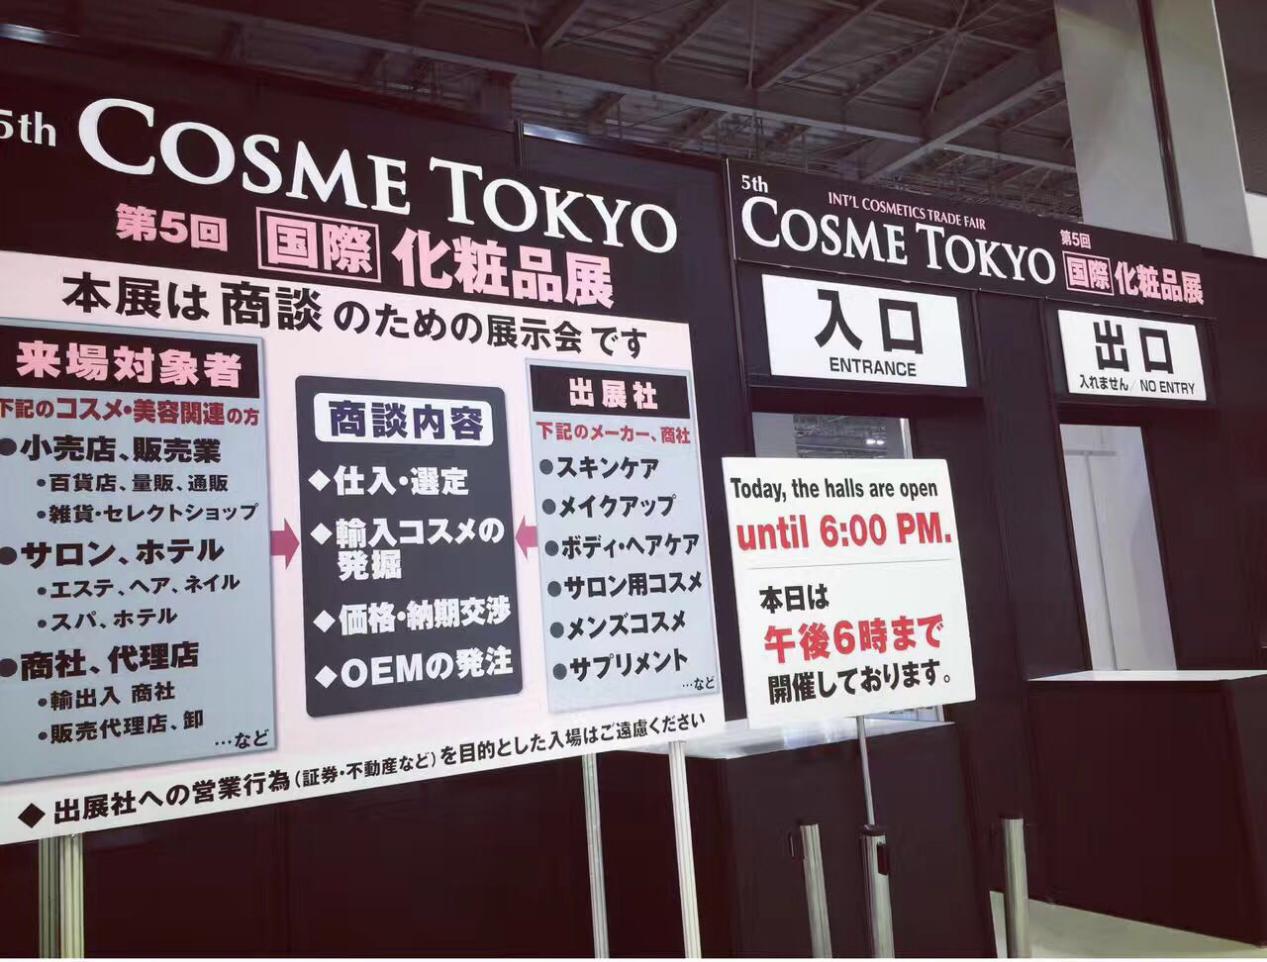 5th COSME TOKYO
第5回 国際 化粧品展
本展は商談のための展示会です
来場対象者
下記のコスメ・美容関連の方
●小売店、販売業
・百貨店、量販、通販
・雑貨・セレクトショップ
●サロン、ホテル
・エステ、ヘア、ネイル
・スパ、ホテル
●商社、代理店
・輸出入 商社
・販売代理店、卸
…など
商談内容
◆仕入・選定
◆輸入コスメの
発掘
◆価格・納期交渉
◆OEMの発注
出展社
下記のメーカー、商社
●スキンケア
●メイクアップ
●ボディ・ヘアケア
●サロン用コスメ
●メンズコスメ
●サプリメント
…など
◆ 出展社への営業行為(証券・不動産など)を目的とした入場はご遠慮ください
5th
INT'L COSMETICS TRADE FAIR
COSME TOKYO
第5回
国際 化粧品展
入口
ENTRANCE
出口
入れません/NO ENTRY
Today, the halls are open
until 6:00 PM.
本日は
午後6時まで
開催しております。